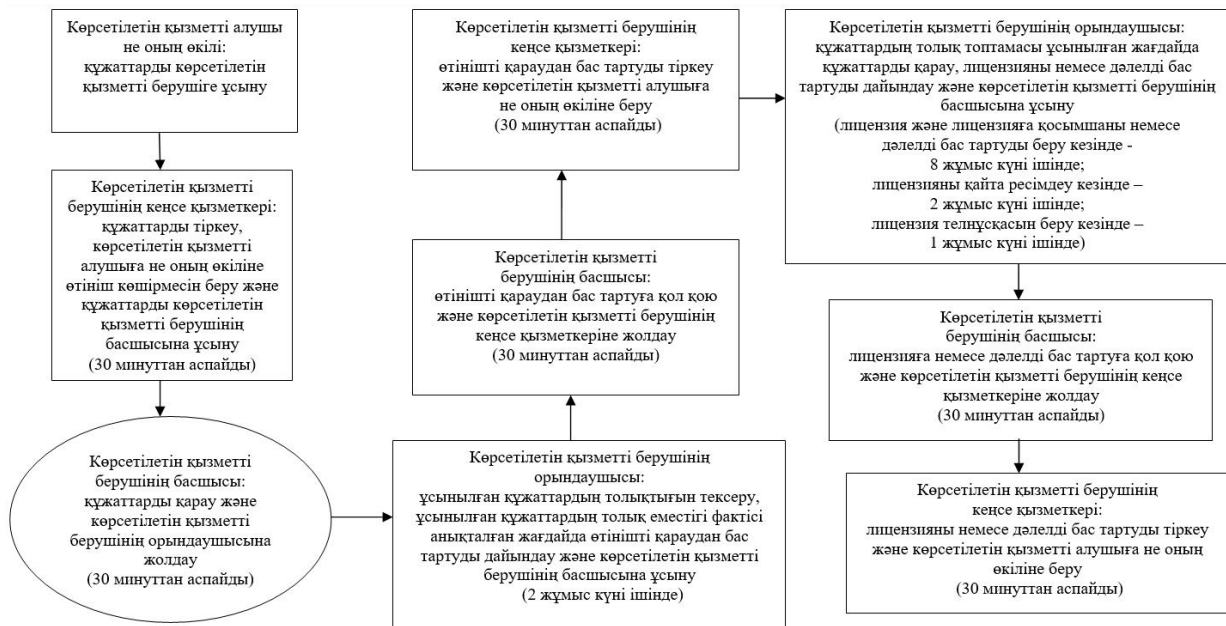 Көрсетілетін қызметті алушы
не оның өкілі:
құжаттарды көрсетілетін
қызметті берушіге ұсыну
Көрсетілетін қызметті
берушінің кеңсе қызметкері:
құжаттарды тіркеу,
көрсетілетін қызметті
алушыға не оның өкіліне
өтініш көшірмесін беру және
құжаттарды көрсетілетін
қызметті берушінің
басшысына ұсыну
(30 минуттан аспайды)
Көрсетілетін қызметті
берушінің басшысы:
құжаттарды қарау және
көрсетілетін қызметті
берушінің орындаушысына
жолдау
(30 минуттан аспайды)
Көрсетілетін қызметті берушінің
орындаушысы:
ұсынылған құжаттардың толықтығын тексеру,
ұсынылған құжаттардың толық еместігі фактісі
анықталған жағдайда өтінішті қараудан бас
тартуды дайындау және көрсетілетін қызметті
берушінің басшысына ұсыну
(2 жұмыс күні ішінде)
Көрсетілетін қызметті
берушінің басшысы:
өтінішті қараудан бас тартуға қол қою
және көрсетілетін қызметті берушінің
кеңсе қызметкеріне жолдау
(30 минуттан аспайды)
Көрсетілетін қызметті берушінің
кеңсе қызметкері:
өтінішті қараудан бас тартуды тіркеу
және көрсетілетін қызметті алушыға
не оның өкіліне беру
(30 минуттан аспайды)
Көрсетілетін қызметті берушінің орындаушысы:
құжаттардың толық топтамасы ұсынылған жағдайда
құжаттарды қарау, лицензияны немесе дәлелді бас
тартуды дайындау және көрсетілетін қызметті берушінің
басшысына ұсыну
(лицензия және лицензияға қосымшаны немесе
дәлелді бас тартуды беру кезінде -
8 жұмыс күні ішінде;
лицензияны қайта ресімдеу кезінде –
2 жұмыс күні ішінде;
лицензия телнұсқасын беру кезінде –
1 жұмыс күні ішінде)
Көрсетілетін қызметті
берушінің басшысы:
лицензияға немесе дәлелді бас тартуға қол қою
және көрсетілетін қызметті берушінің кеңсе
қызметкеріне жолдау
(30 минуттан аспайды)
Көрсетілетін қызметті берушінің
кеңсе қызметкері:
лицензияны немесе дәлелді бас тартуды тіркеу
және көрсетілетін қызметті алушыға не оның
өкіліне беру
(30 минуттан аспайды)